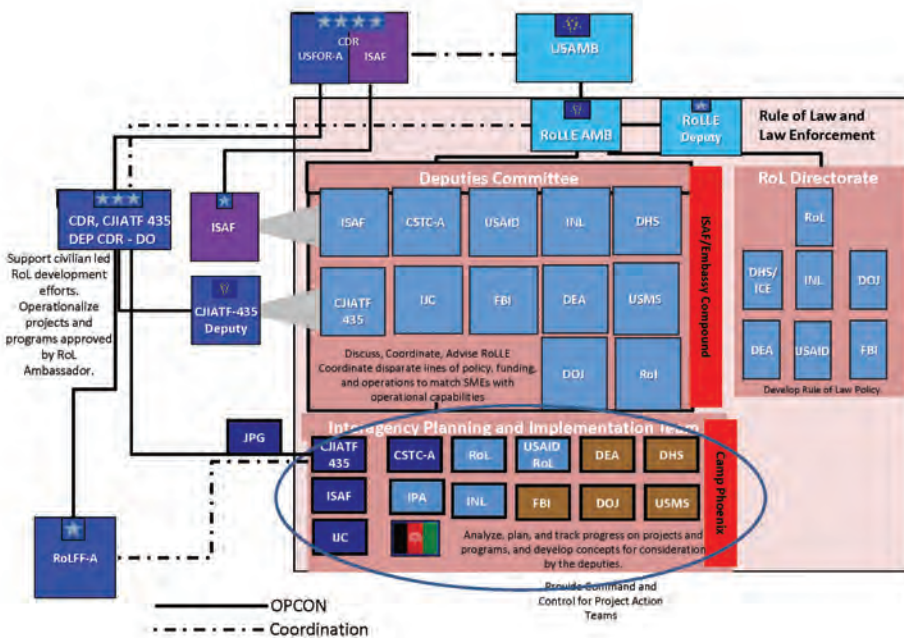 CDR
USFOR-A
ISAF
USAMB
RoLLE AMB
RoLLE
Deputy
Rule of Law and
Law Enforcement
CDR, CJIATF 435
DEP CDR - DO
Support civilian led
RoL development
efforts.
Operationalize
projects and
programs approved
by RoL
Ambassador.
ISAF
CJIATF-435
Deputy
Deputies Committee
ISAF
CSTC-A
USAID
INL
DHS
CJIATF
435
IJC
FBI
DEA
USMS
DOJ
Rol
Discuss, Coordinate, Advise RoLLE
Coordinate disparate lines of policy, funding,
and operations to match SMEs with
operational capabilities
ISAF/Embassy Compound
RoL Directorate
RoL
DHS/
ICE
INL
DOJ
DEA
USAID
FBI
Develop Rule of Law Policy
JPG
Interagency Planning and Implementation Team
CJIATF
435
CSTC-A
RoL
USAID
RoL
DEA
DHS
ISAF
IPA
INL
FBI
DOJ
USMS
IJC
Analyze, plan, and track progress on projects and
programs, and develop concepts for consideration
by the deputies.
Camp Phoenix
RoLFF-A
Provide Command and
Control for Project Action
Teams
OPCON
Coordination